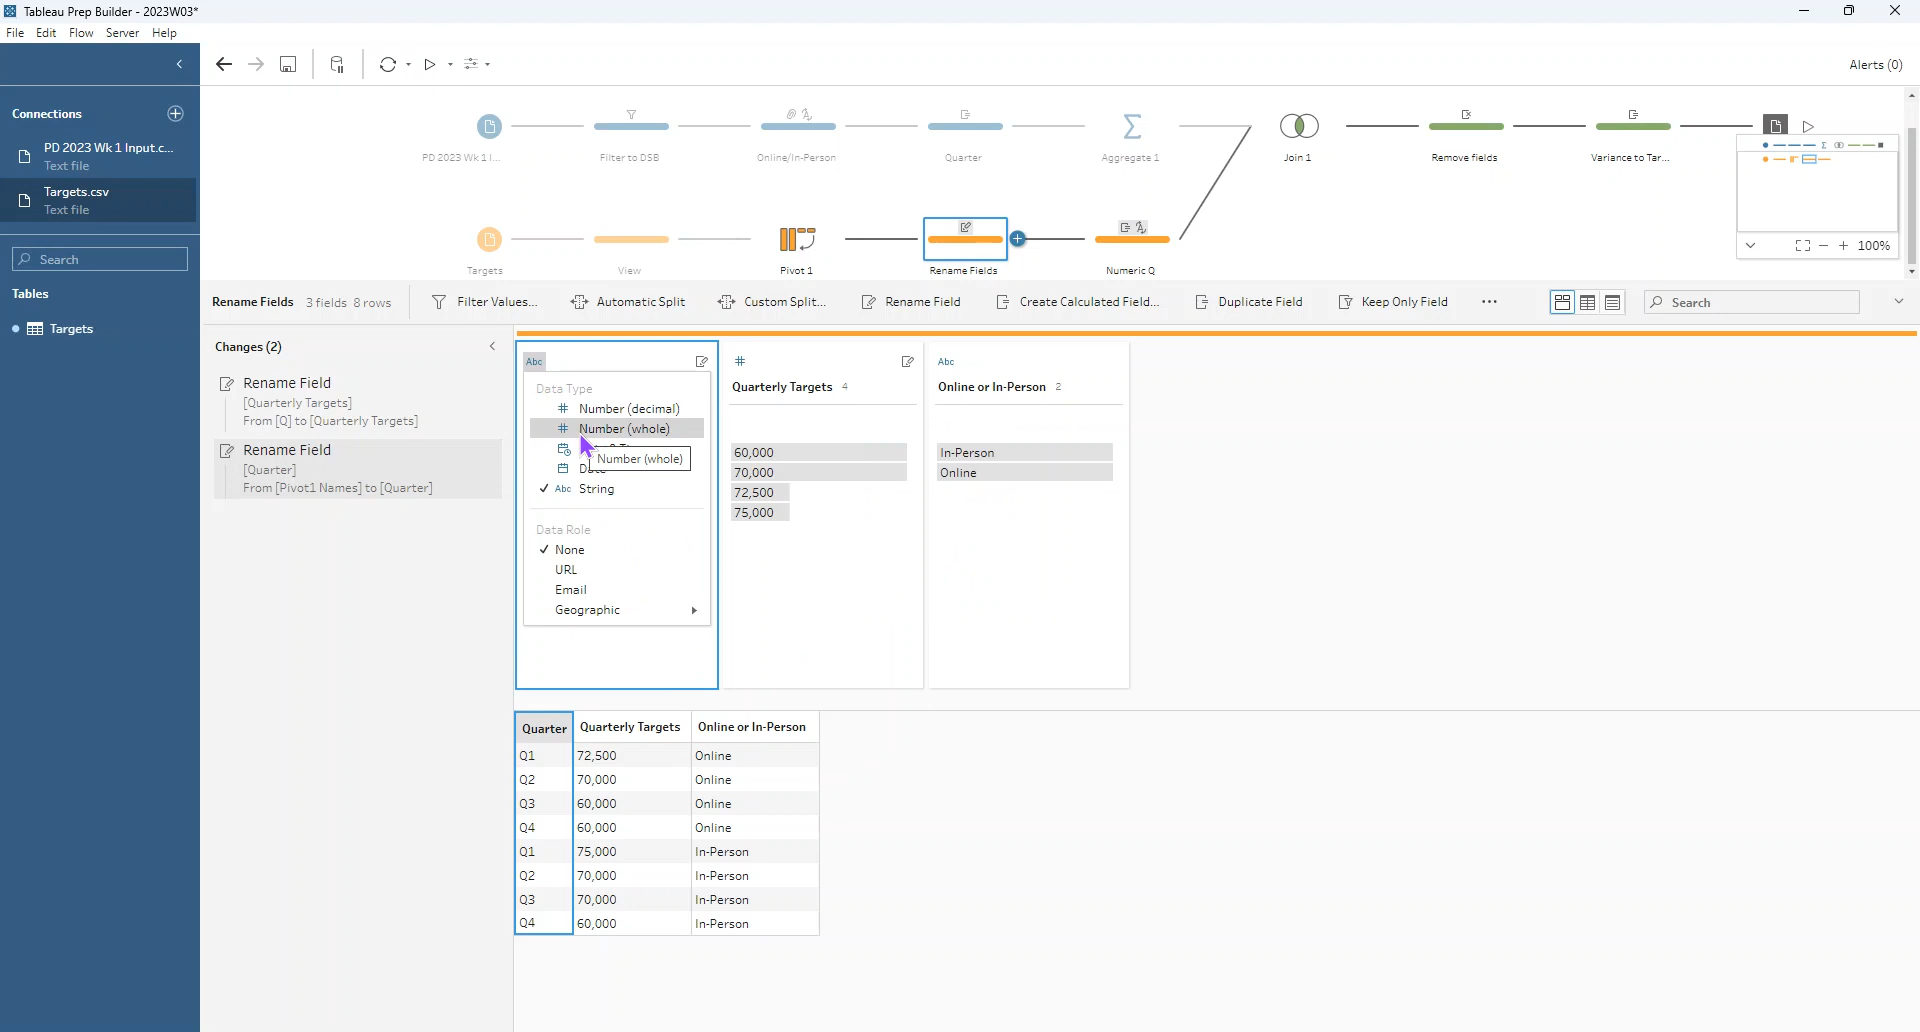 Tableau Prep Builder - 2023W03*
File Edit Flow Server Help
Alerts (0)
Connections
PD 2023 Wk 1 Input.c...
Text file
Targets.csv
Text file
Search
Tables
Targets
PD 2023 Wk 1 I...
Filter to DSB
Online/In-Person
Quarter
Aggregate 1
Join 1
Remove fields
Variance to Tar...
Targets
View
Pivot 1
Rename Fields
Numeric Q
100%
Rename Fields 3 fields 8 rows
Filter Values...
Automatic Split
Custom Split...
Rename Field
Create Calculated Field...
Duplicate Field
Keep Only Field
Search
Changes (2)
Rename Field
[Quarterly Targets]
From [Q] to [Quarterly Targets]
Rename Field
[Quarter]
From [Pivot1 Names] to [Quarter]
Abc
Data Type
# Number (decimal)
# Number (whole)
Number (whole)
Abc String
Data Role
None
URL
Email
Geographic
#
Quarterly Targets 4
60,000
70,000
72,500
75,000
Abc
Online or In-Person 2
In-Person
Online
Quarter Quarterly Targets Online or In-Person
Q1 72,500 Online
Q2 70,000 Online
Q3 60,000 Online
Q4 60,000 Online
Q1 75,000 In-Person
Q2 70,000 In-Person
Q3 70,000 In-Person
Q4 60,000 In-Person